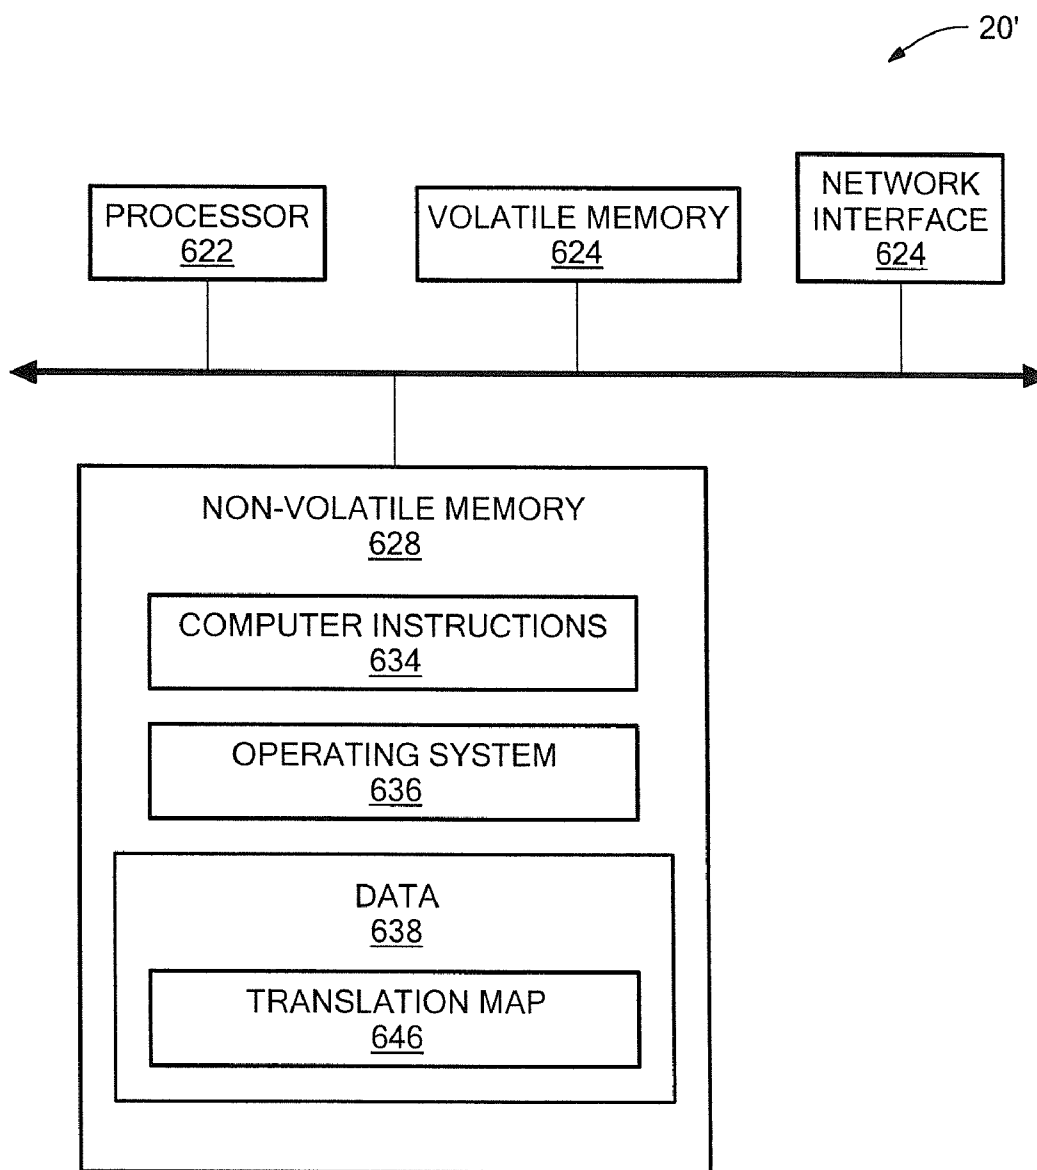 20'
PROCESSOR
622
VOLATILE MEMORY
624
NETWORK
INTERFACE
624
NON-VOLATILE MEMORY
628
COMPUTER INSTRUCTIONS
634
OPERATING SYSTEM
636
DATA
638
TRANSLATION MAP
646